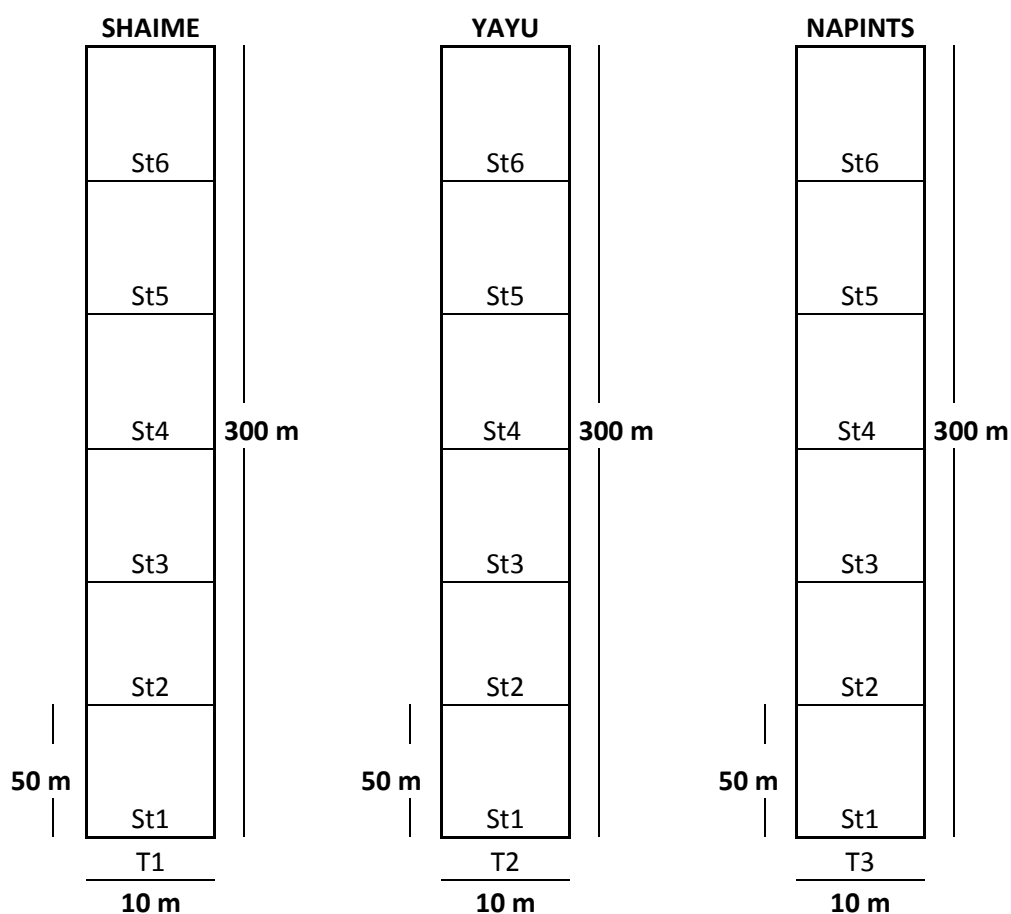 SHAIME YAYU NAPINTS
St6 St6 St6
St5 St5 St5
St4 300 m St4 300 m St4 300 m
St3 St3 St3
St2 St2 St2
50 m 50 m 50 m
St1 St1 St1
T1 T2 T3
10 m 10 m 10 m